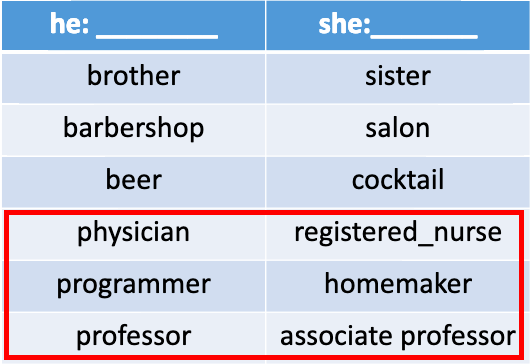 he: ________ she:_______
brother sister
barbershop salon
beer cocktail
physician registered_nurse
programmer homemaker
professor associate professor